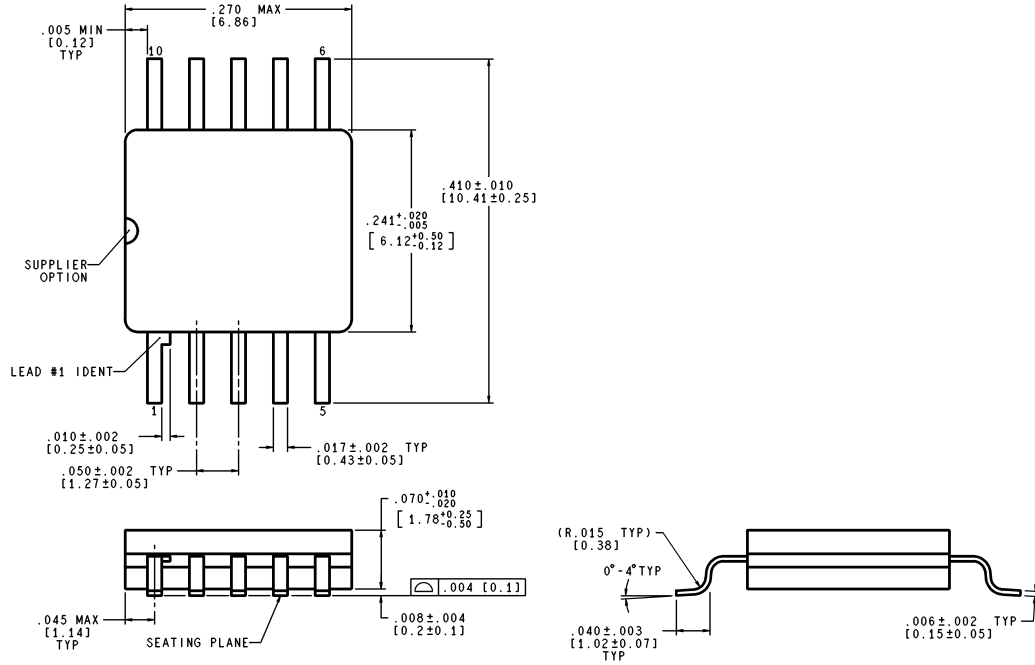 .270 MAX
[6.86]
.005 MIN
[0.12]
TYP
10
6
.410±.010
[10.41±0.25]
.241+.020
-.005
[ 6.12+0.50
-0.12 ]
SUPPLIER
OPTION
LEAD #1 IDENT
1
5
.010±.002
[0.25±0.05]
.017±.002 TYP
[0.43±0.05]
.050±.002 TYP
[1.27±0.05]
.070+.010
-.020
[ 1.78+0.25
-0.50 ]
.004 [0.1]
.045 MAX
[1.14]
TYP
SEATING PLANE
.008±.004
[0.2±0.1]
(R.015 TYP)
[0.38]
0°-4°TYP
.040±.003
[1.02±0.07]
TYP
.006±.002 TYP
[0.15±0.05]